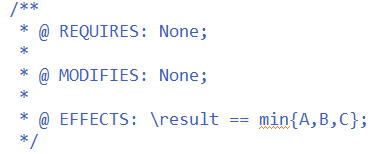 /**
* @ REQUIRES: None;
*
* @ MODIFIES: None;
*
* @ EFFECTS: \result == min{A,B,C};
*/